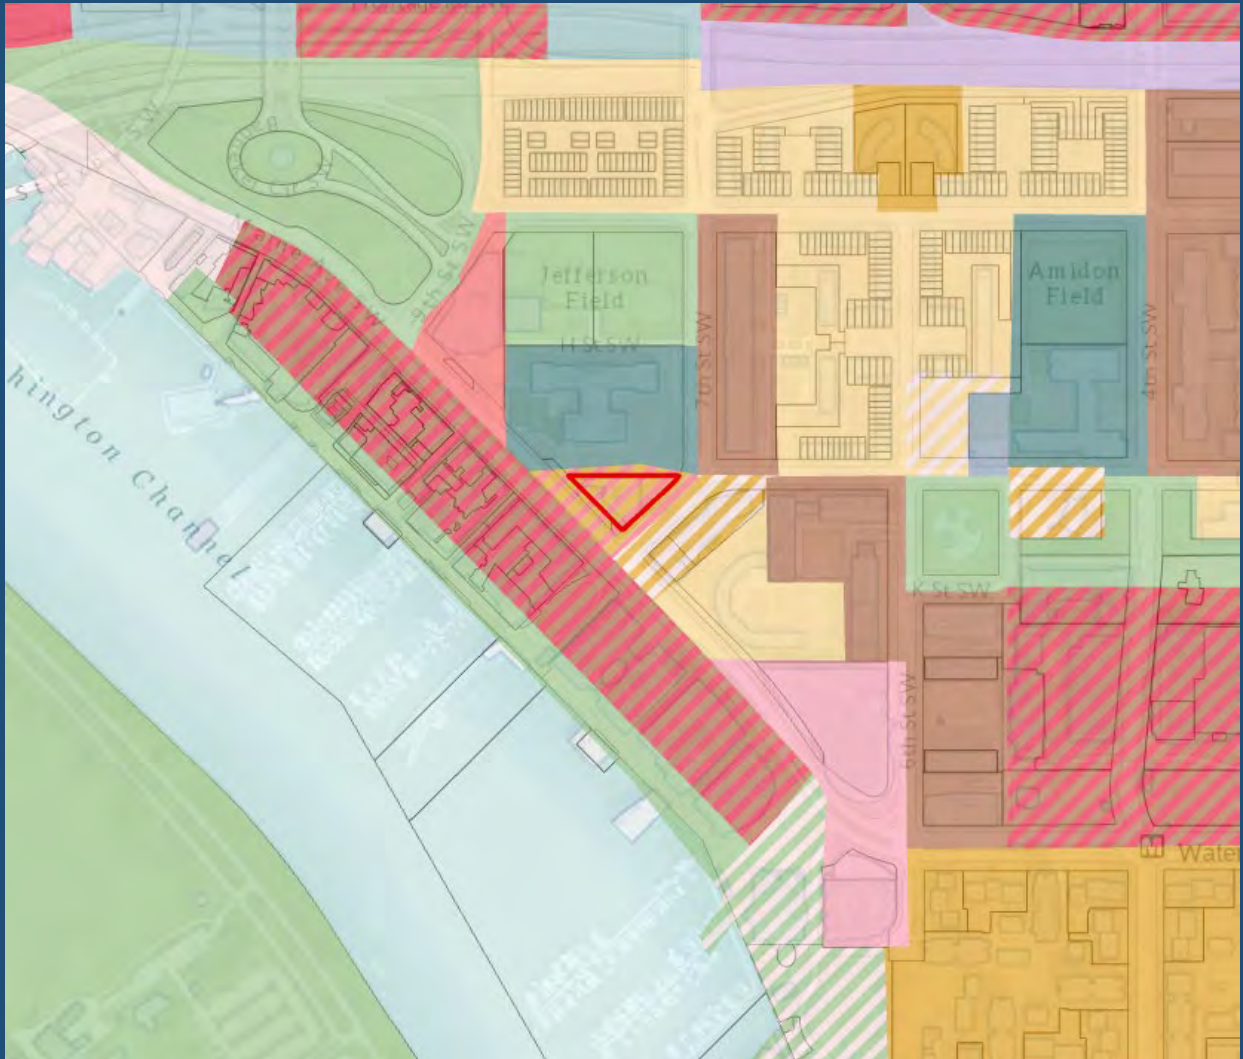 Jefferson
Field
H St SW
Amidon
Field
7th St SW
4th St SW
9th St SW
hington Channel
K St SW
6th St SW
M
Water